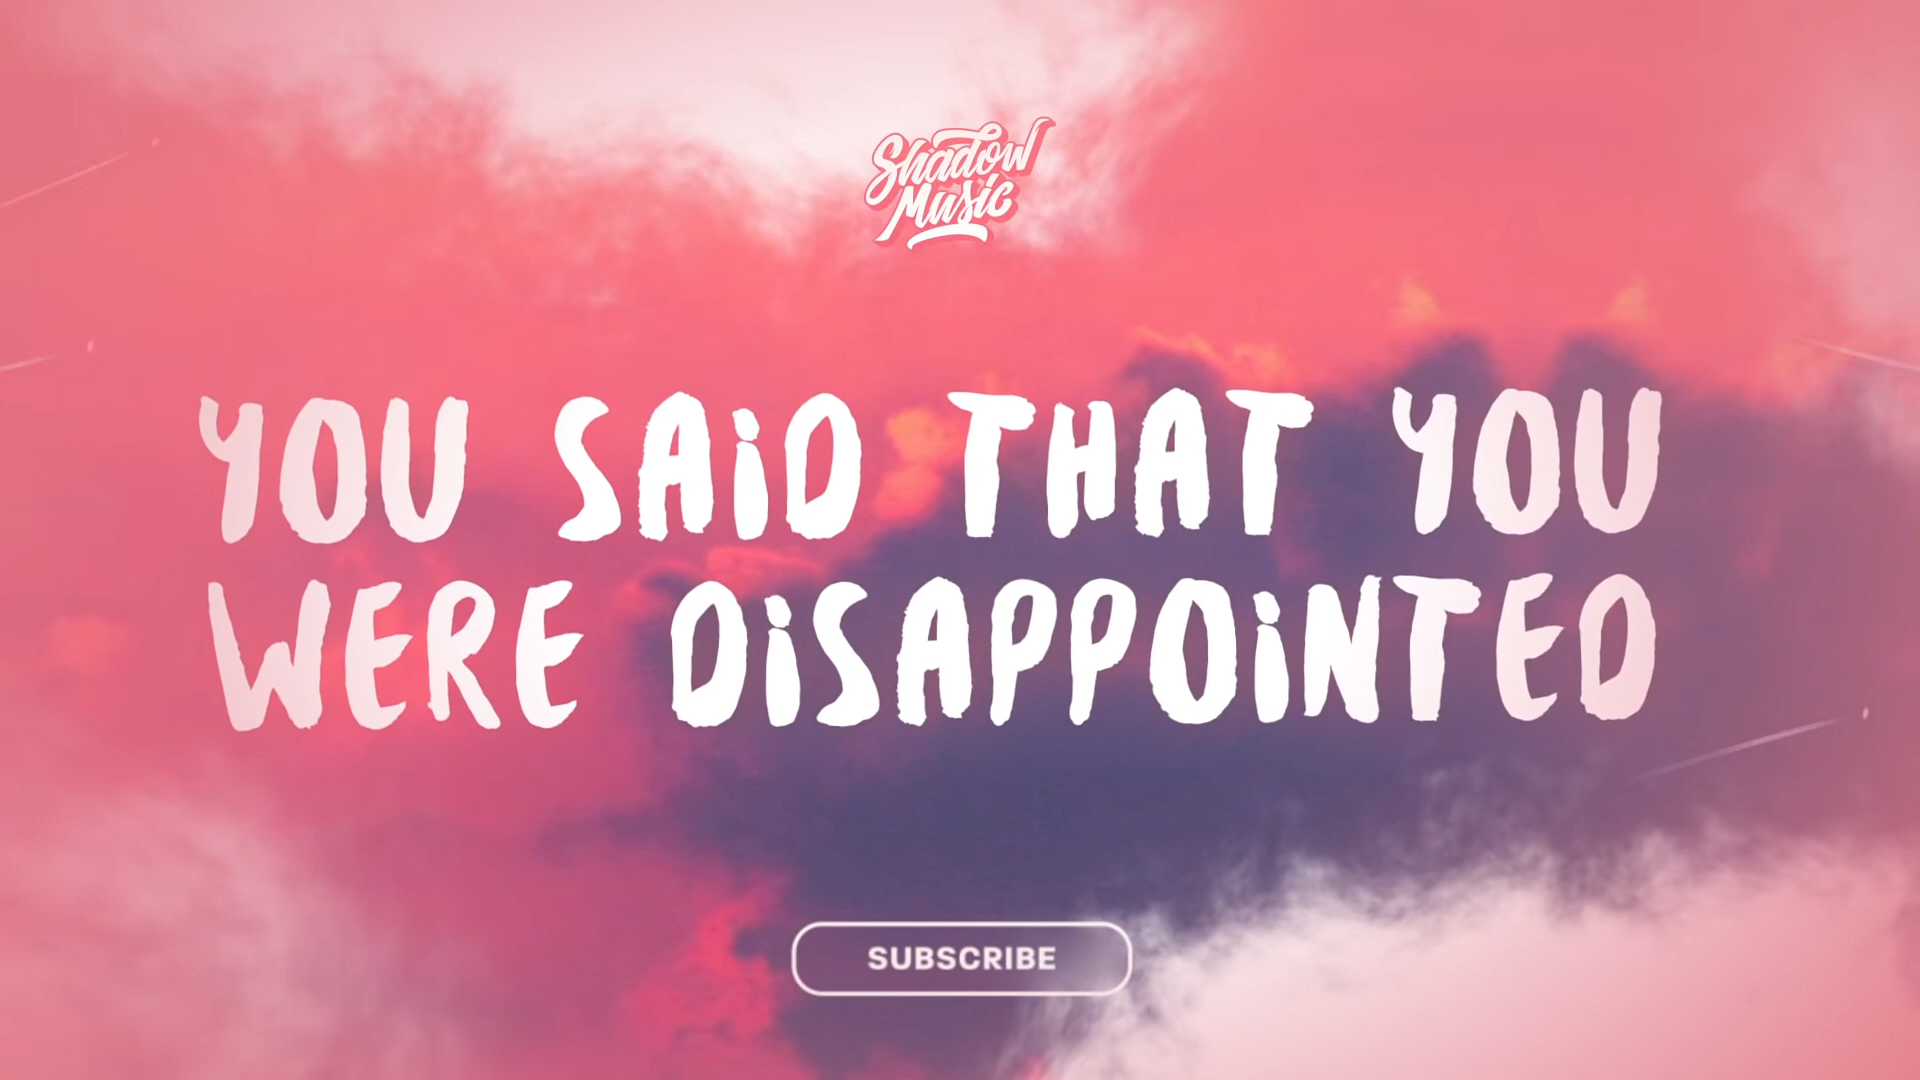 Shadow
Music
YOU SAiD THAT YOU
WERE DiSAPPOiNTED
SUBSCRIBE